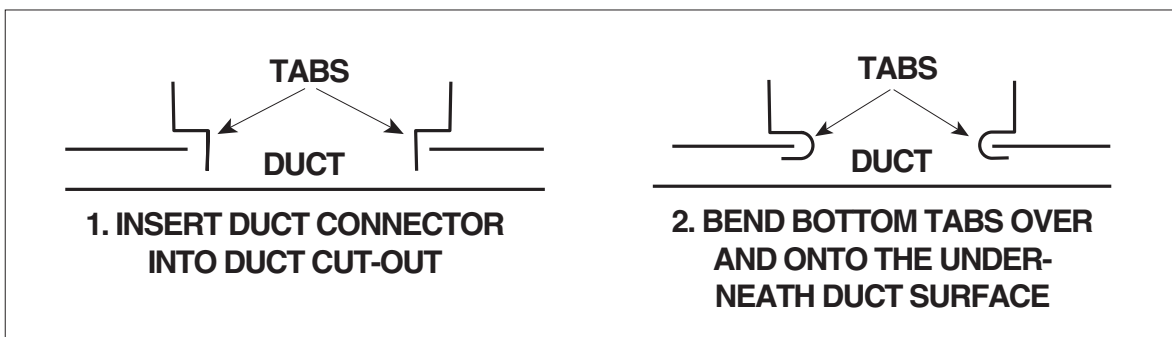 TABS
DUCT
1. INSERT DUCT CONNECTOR
INTO DUCT CUT-OUT
TABS
DUCT
2. BEND BOTTOM TABS OVER
AND ONTO THE UNDER-
NEATH DUCT SURFACE